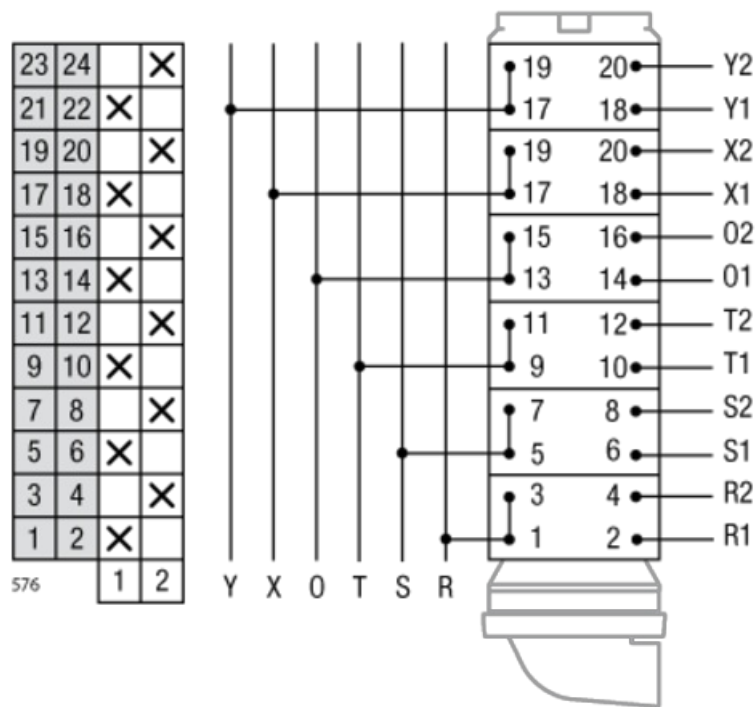 23 24 19 20 Y2
21 22 17 18 Y1
19 20 19 20 X2
17 18 17 18 X1
15 16 15 16 O2
13 14 13 14 O1
11 12 11 12 T2
9 10 9 10 T1
7 8 7 8 S2
5 6 5 6 S1
3 4 3 4 R2
1 2 1 2 R1
576 1 2 Y X O T S R